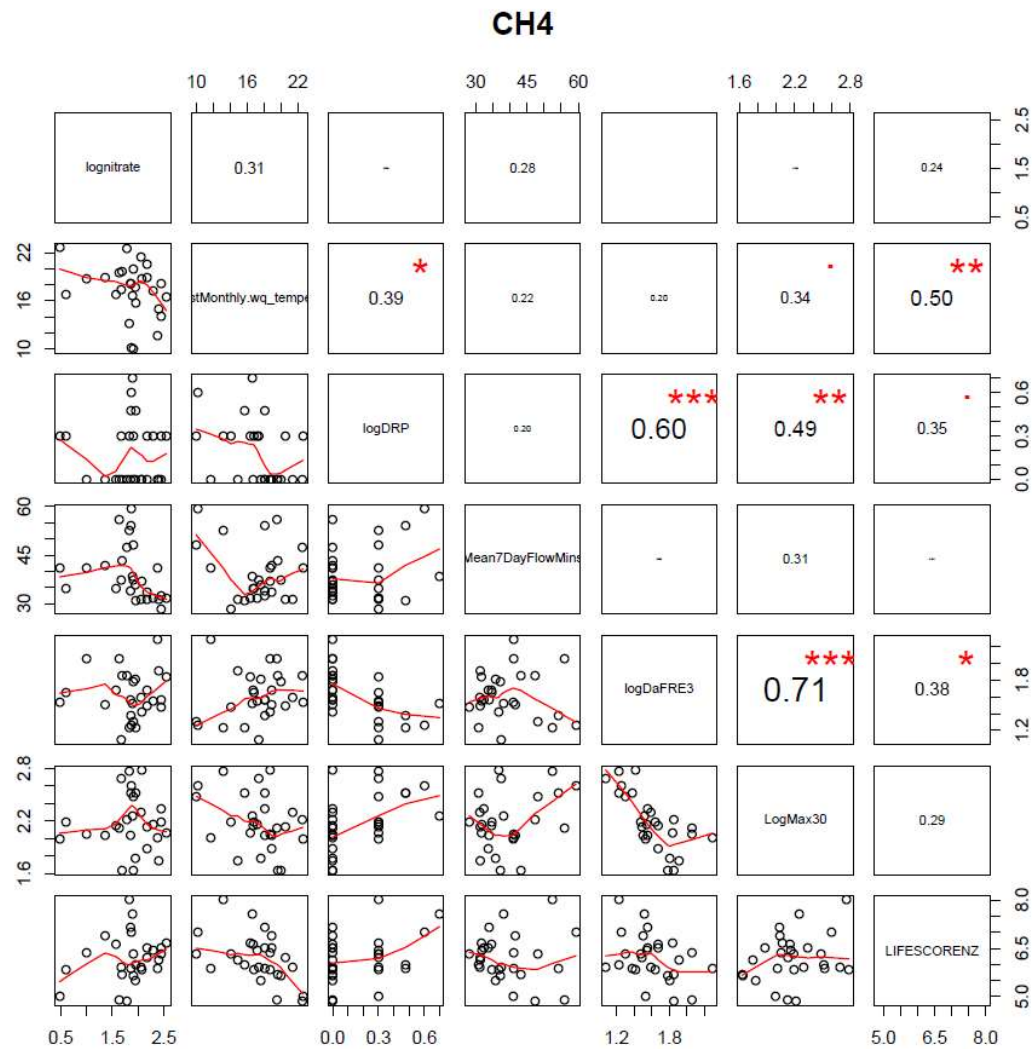 CH4
10 16 22 30 45 60 1.6 2.2 2.8
lognitrate 0.31 - 0.28 - 0.24 0.5 1.5 2.5
10 16 22 stMonthly.wq_tempe 0.39 * 0.22 0.20 0.34 . 0.50 **
logDRP 0.20 0.60 *** 0.49 ** 0.35 . 0.0 0.3 0.6
30 45 60 Mean7DayFlowMins - 0.31 -
logDaFRE3 0.71 *** 0.38 * 1.2 1.8
1.6 2.2 2.8 LogMax30 0.29
LIFESCORENZ 5.0 6.5 8.0
0.5 1.5 2.5 0.0 0.3 0.6 1.2 1.8 5.0 6.5 8.0